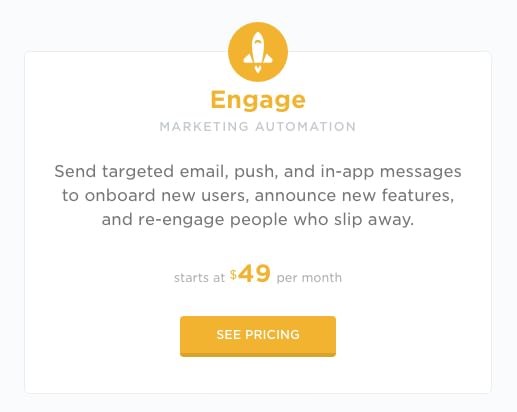 Engage
MARKETING AUTOMATION
Send targeted email, push, and in-app messages
to onboard new users, announce new features,
and re-engage people who slip away.
starts at $49 per month
SEE PRICING